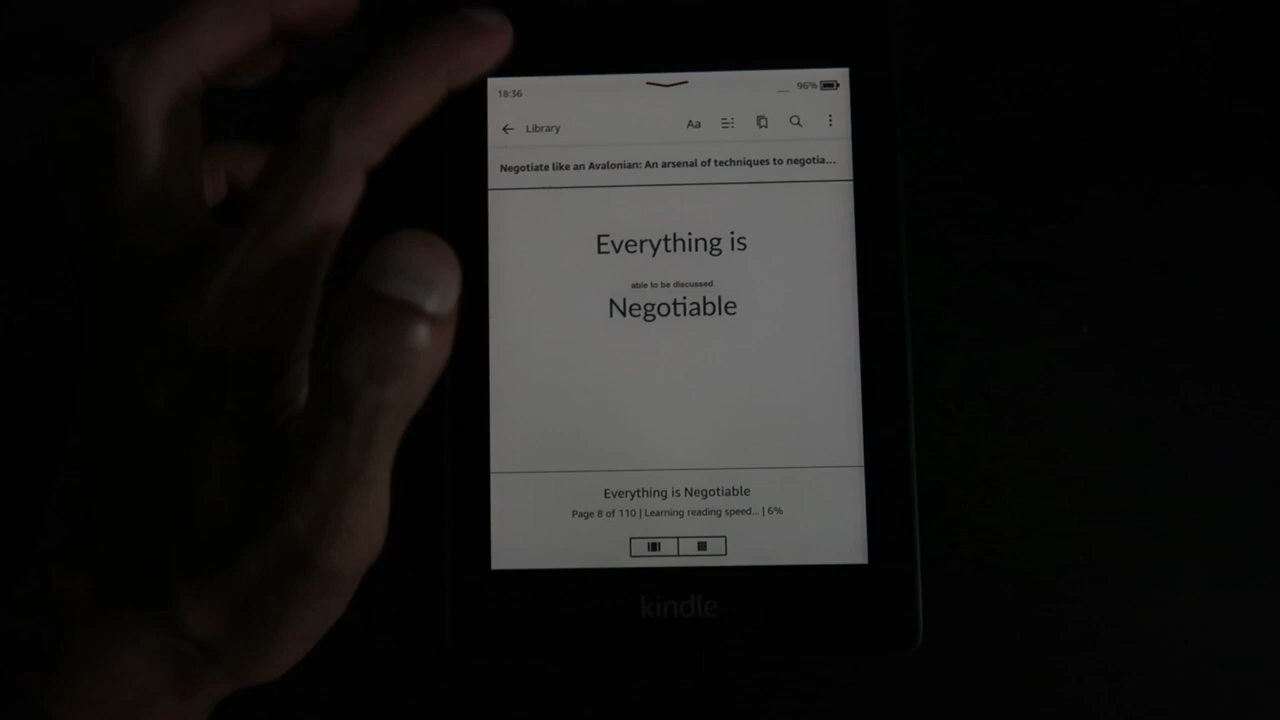 18:36
96%
Library
Aa
Negotiate like an Avalonian: An arsenal of techniques to negotia...
Everything is
able to be discussed
Negotiable
Everything is Negotiable
Page 8 of 110 | Learning reading speed... | 6%
kindle